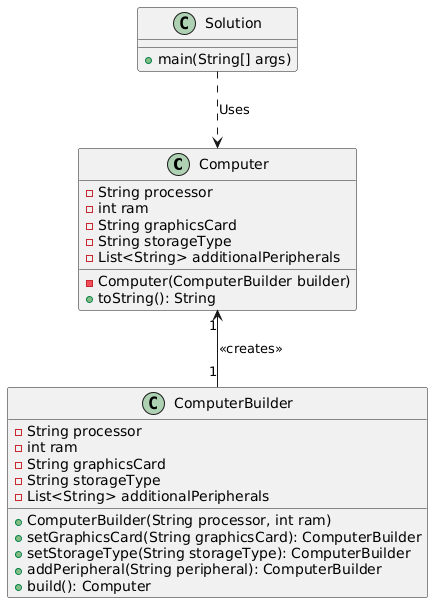 C Solution
main(String[] args)
Uses
C Computer
String processor
int ram
String graphicsCard
String storageType
List<String> additionalPeripherals
Computer(ComputerBuilder builder)
toString(): String
1
«creates»
1
C ComputerBuilder
String processor
int ram
String graphicsCard
String storageType
List<String> additionalPeripherals
ComputerBuilder(String processor, int ram)
setGraphicsCard(String graphicsCard): ComputerBuilder
setStorageType(String storageType): ComputerBuilder
addPeripheral(String peripheral): ComputerBuilder
build(): Computer